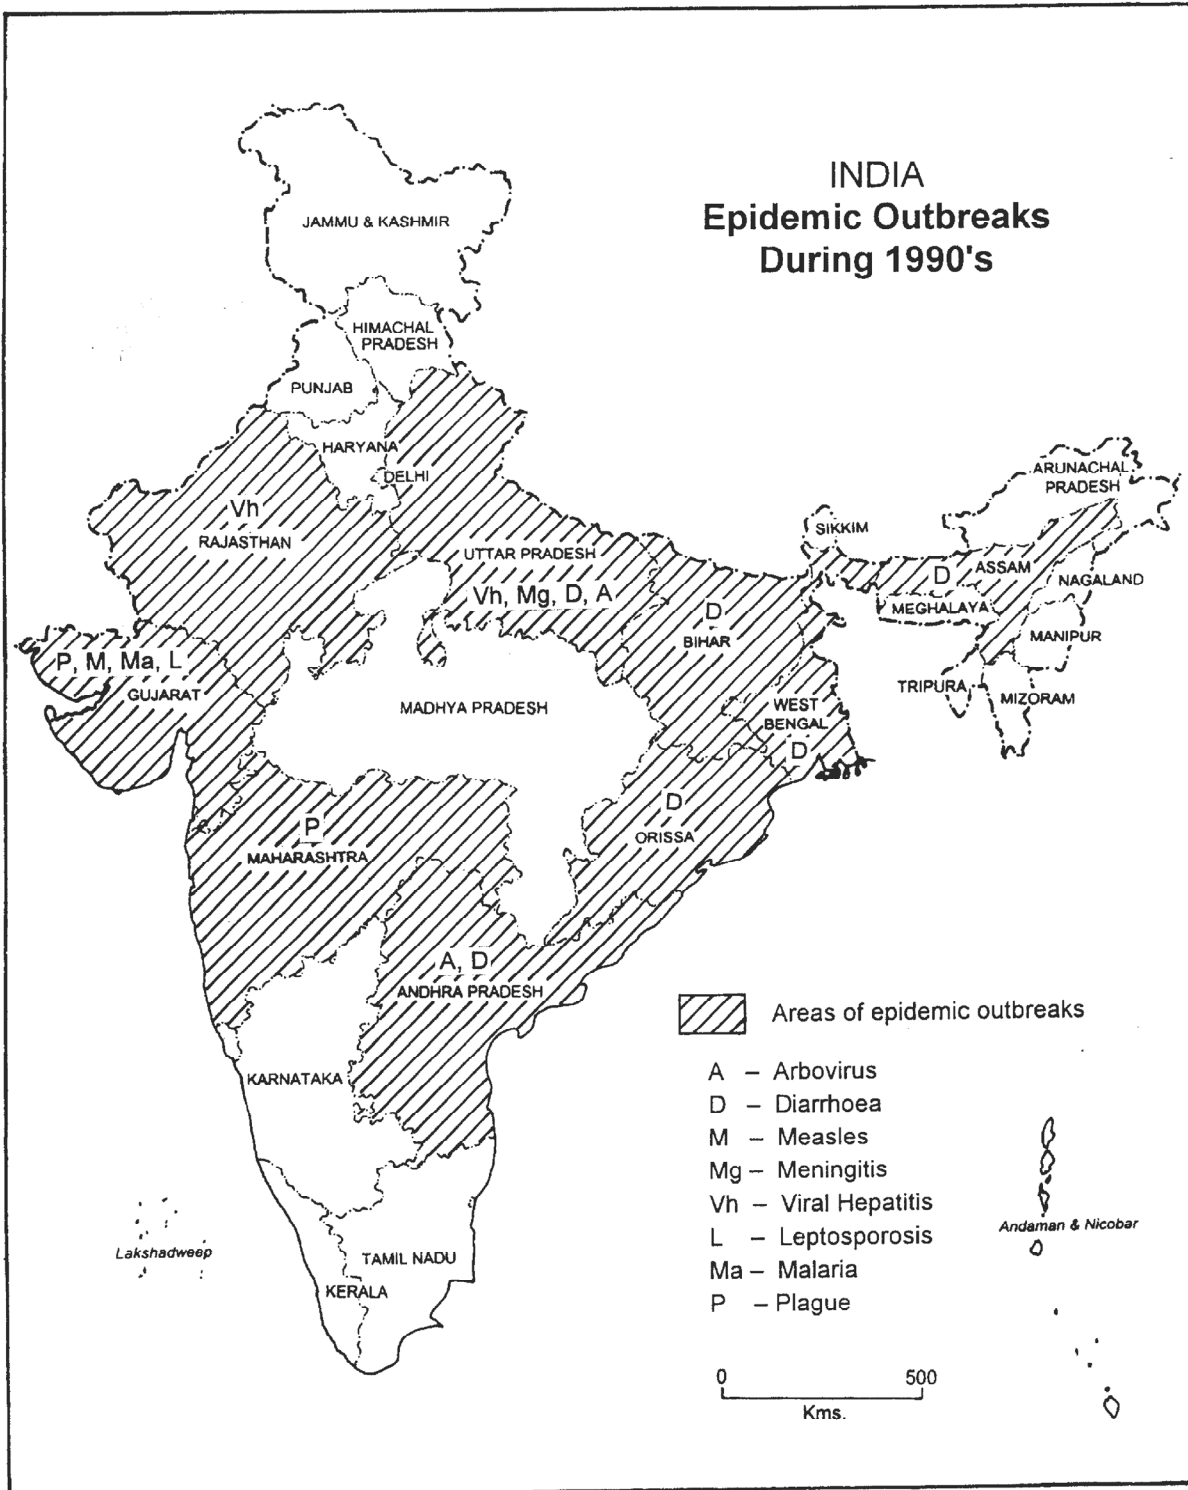 INDIA
Epidemic Outbreaks
During 1990's
JAMMU & KASHMIR
HIMACHAL
PRADESH
PUNJAB
HARYANA
DELHI
ARUNACHAL
PRADESH
SIKKIM
Vh
RAJASTHAN
UTTAR PRADESH
Vh, Mg, D, A
D
ASSAM
NAGALAND
MEGHALAYA
D
BIHAR
MANIPUR
P, M, Ma, L
GUJARAT
TRIPURA
MIZORAM
MADHYA PRADESH
WEST
BENGAL
D
D
ORISSA
P
MAHARASHTRA
A, D
ANDHRA PRADESH
KARNATAKA
TAMIL NADU
KERALA
Lakshadweep
Andaman & Nicobar
Areas of epidemic outbreaks
A – Arbovirus
D – Diarrhoea
M – Measles
Mg – Meningitis
Vh – Viral Hepatitis
L – Leptosporosis
Ma – Malaria
P – Plague
0 500
Kms.